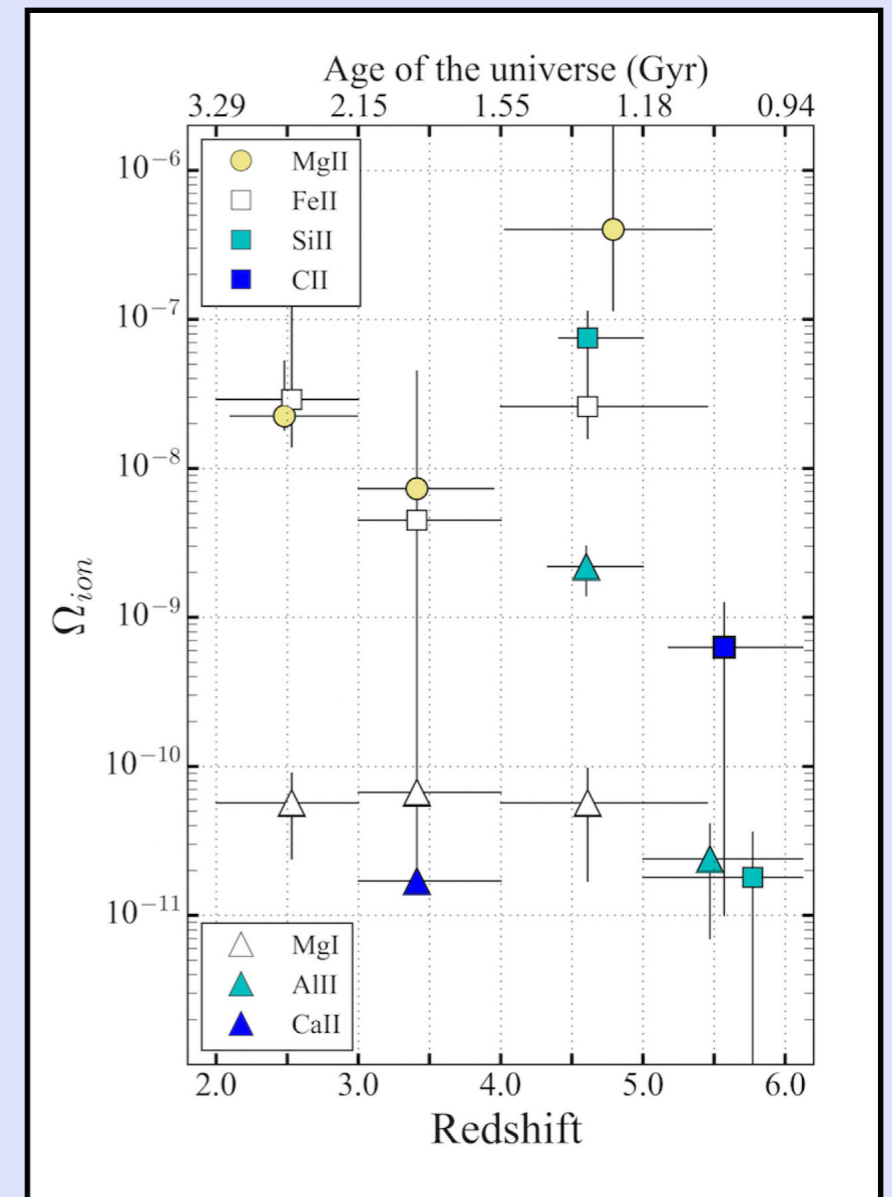 Age of the universe (Gyr)
3.29 2.15 1.55 1.18 0.94
10⁻⁶
MgII
FeII
SiII
CII
10⁻⁷
10⁻⁸
Ω_ion
10⁻⁹
10⁻¹⁰
10⁻¹¹
MgI
AlII
CaII
2.0 3.0 4.0 5.0 6.0
Redshift